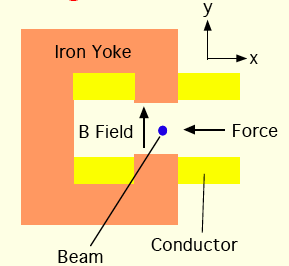 y
Iron Yoke
x
B Field
Force
Conductor
Beam